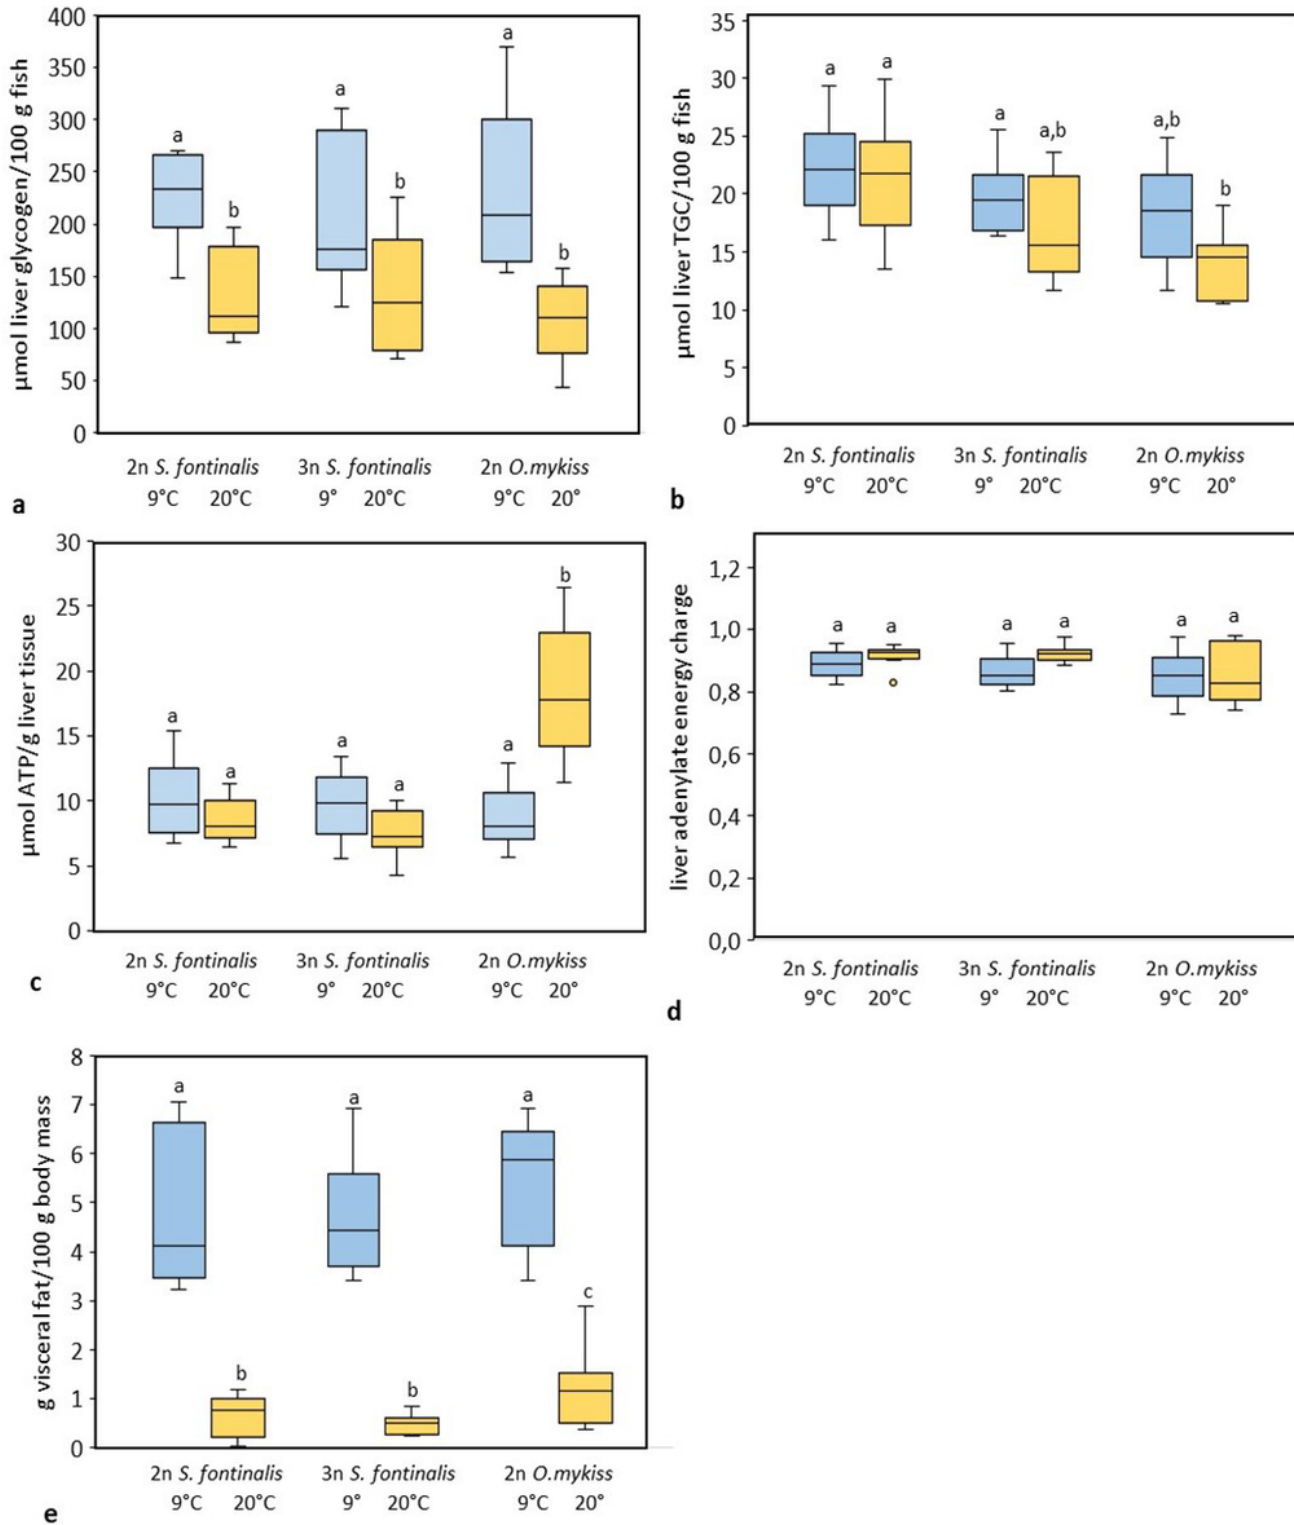 400
350
300
250
200
150
100
50
0
µmol liver glycogen/100 g fish
a
b
a
b
a
b
2n S. fontinalis 3n S. fontinalis 2n O.mykiss
9°C 20°C 9° 20°C 9°C 20°
a
35
30
25
20
15
10
5
0
µmol liver TGC/100 g fish
a
a
a
a,b
a,b
b
2n S. fontinalis 3n S. fontinalis 2n O.mykiss
9°C 20°C 9° 20°C 9°C 20°
b
30
25
20
15
10
5
0
µmol ATP/g liver tissue
a
a
a
a
a
b
2n S. fontinalis 3n S. fontinalis 2n O.mykiss
9°C 20°C 9° 20°C 9°C 20°
c
1,2
1,0
0,8
0,6
0,4
0,2
0,0
liver adenylate energy charge
a
a
a
a
a
a
2n S. fontinalis 3n S. fontinalis 2n O.mykiss
9°C 20°C 9° 20°C 9°C 20°
d
8
7
6
5
4
3
2
1
0
g visceral fat/100 g body mass
a
b
a
b
a
c
2n S. fontinalis 3n S. fontinalis 2n O.mykiss
9°C 20°C 9° 20°C 9°C 20°
e